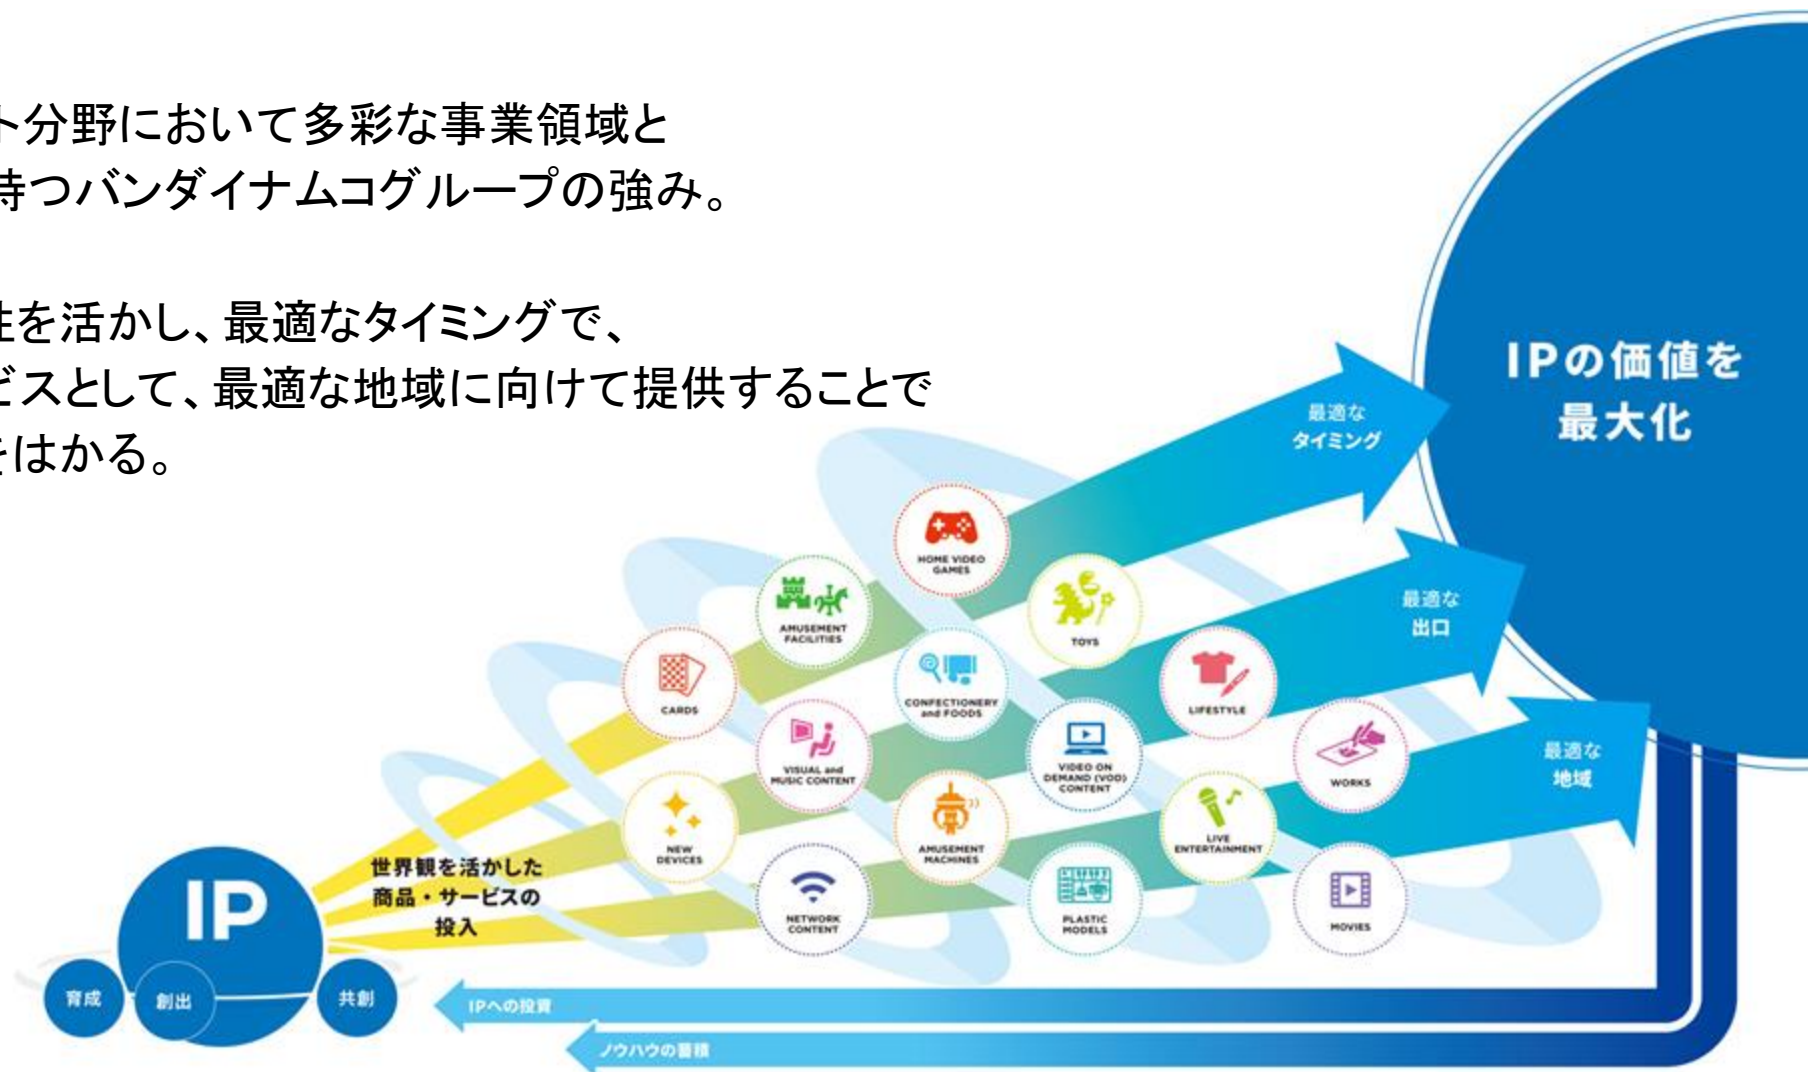 ト分野において多彩な事業領域と
持つバンダイナムコグループの強み。
性を活かし、最適なタイミングで、
ビスとして、最適な地域に向けて提供することで
をはかる。
IPの価値を
最大化
最適な
タイミング
最適な
出口
最適な
地域
HOME VIDEO
GAMES
AMUSEMENT
FACILITIES
TOYS
CARDS
CONFECTIONERY
and FOODS
LIFESTYLE
VISUAL and
MUSIC CONTENT
VIDEO ON
DEMAND (VOD)
CONTENT
WORKS
NEW
DEVICES
AMUSEMENT
MACHINES
LIVE
ENTERTAINMENT
NETWORK
CONTENT
PLASTIC
MODELS
MOVIES
世界観を活かした
商品・サービスの
投入
IP
育成
創出
共創
IPへの投資
ノウハウの蓄積